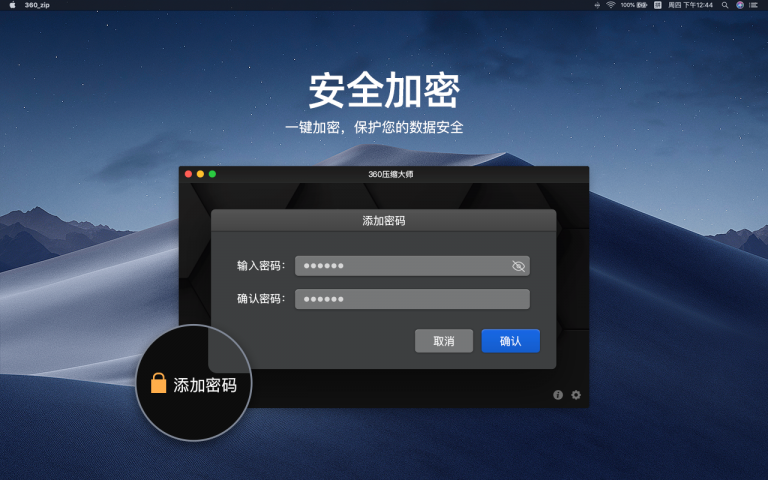 360_zip
100%
周四 下午12:44
安全加密
一键加密，保护您的数据安全
360压缩大师
添加密码
输入密码：
确认密码：
取消
确认
添加密码